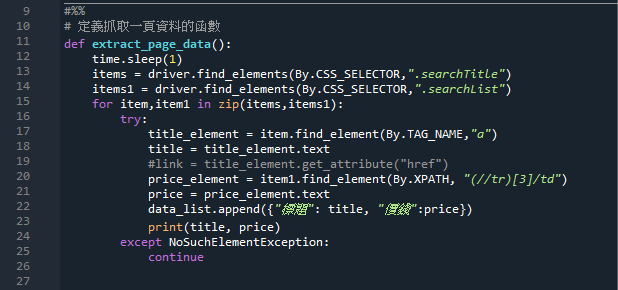 9 #%%
10 # 定義抓取一頁資料的函數
11 def extract_page_data():
12     time.sleep(1)
13     items = driver.find_elements(By.CSS_SELECTOR,".searchTitle")
14     items1 = driver.find_elements(By.CSS_SELECTOR,".searchList")
15     for item,item1 in zip(items,items1):
16         try:
17             title_element = item.find_element(By.TAG_NAME,"a")
18             title = title_element.text
19             #link = title_element.get_attribute("href")
20             price_element = item1.find_element(By.XPATH, "(//tr)[3]/td")
21             price = price_element.text
22             data_list.append({"標題": title, "價錢":price})
23             print(title, price)
24         except NoSuchElementException:
25             continue
26
27